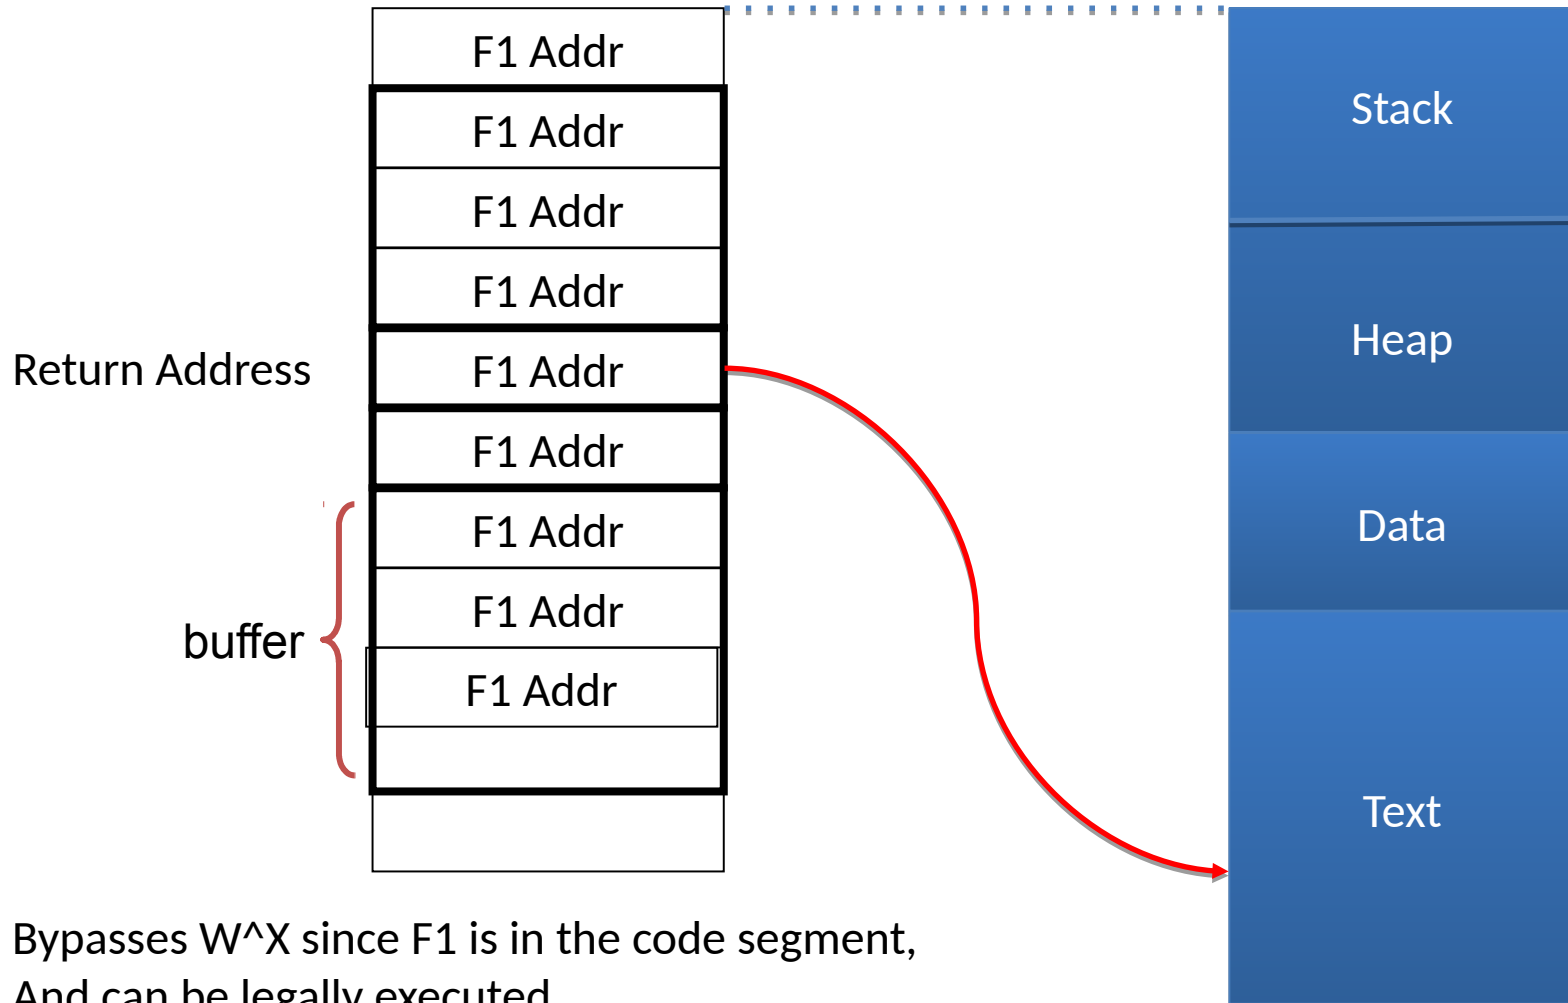 F1 Addr
F1 Addr
F1 Addr
F1 Addr
Return Address
F1 Addr
F1 Addr
F1 Addr
F1 Addr
buffer
F1 Addr
Stack
Heap
Data
Text
Bypasses W^X since F1 is in the code segment,
And can be legally executed